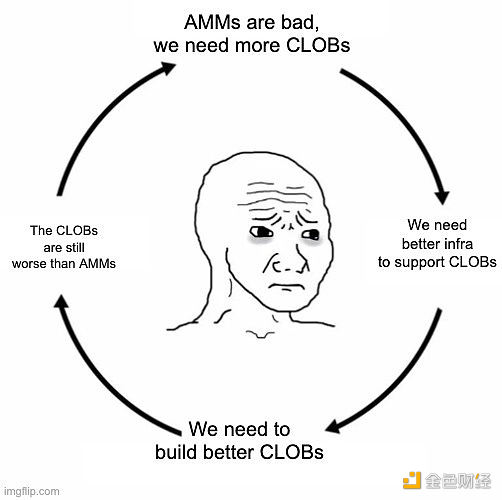 AMMs are bad,
we need more CLOBs
We need
better infra
to support CLOBs
We need to
build better CLOBs
The CLOBs
are still
worse than AMMs
imgflip.com
金色财经